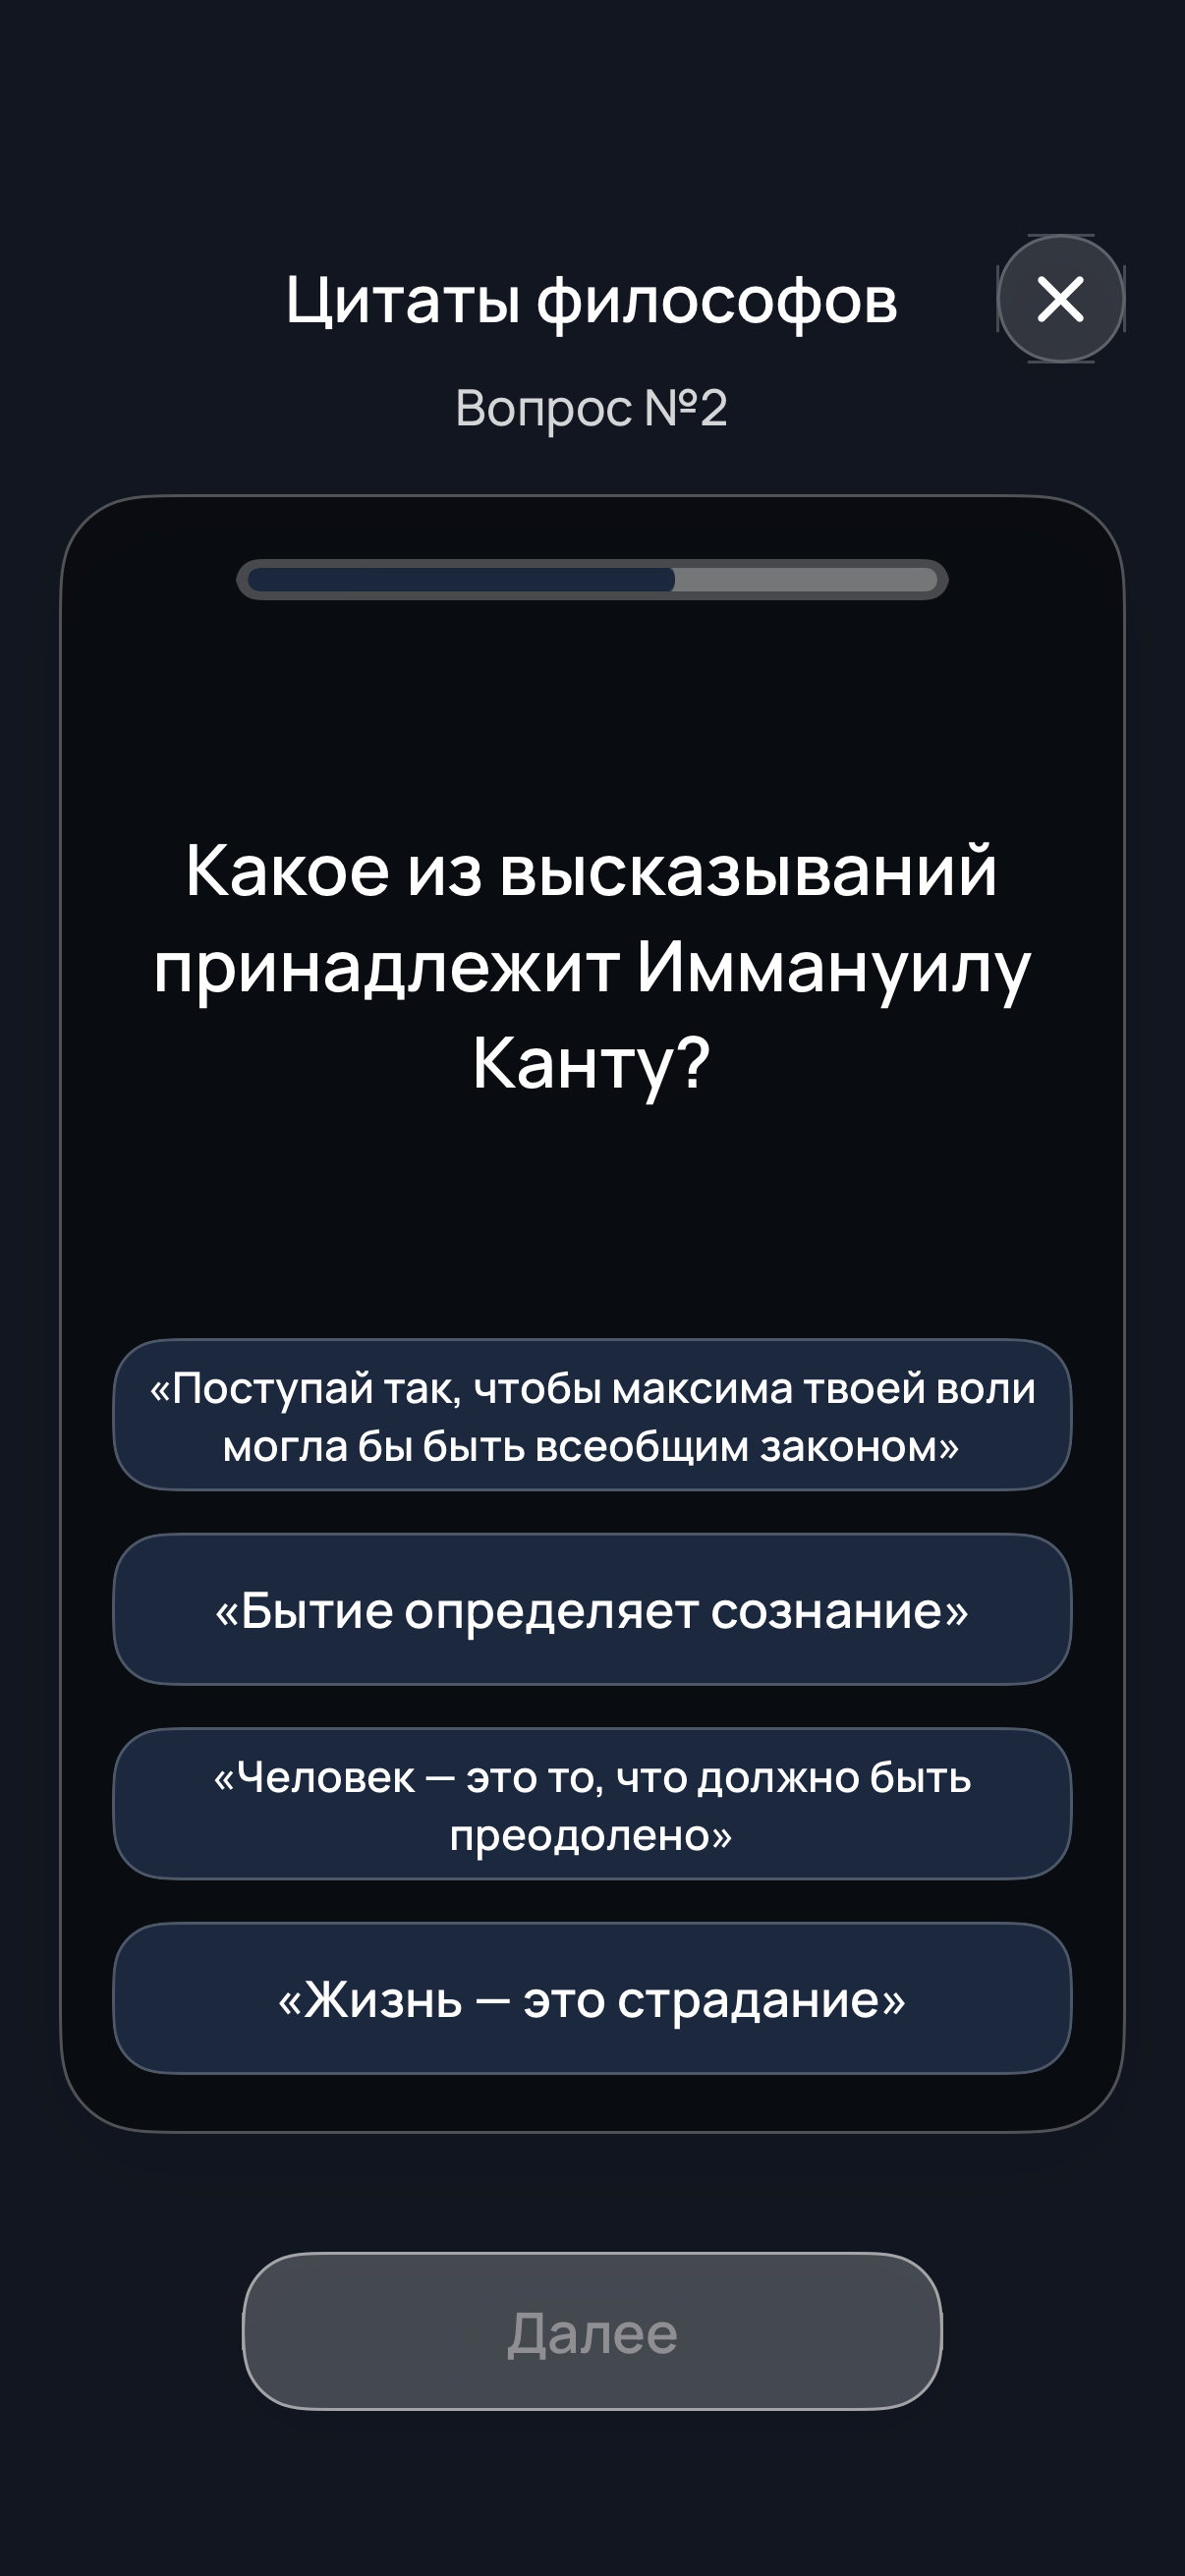 Цитаты философов
Вопрос №2
Какое из высказываний
принадлежит Иммануилу
Канту?
«Поступай так, чтобы максима твоей воли
могла бы быть всеобщим законом»
«Бытие определяет сознание»
«Человек — это то, что должно быть
преодолено»
«Жизнь — это страдание»
Далее